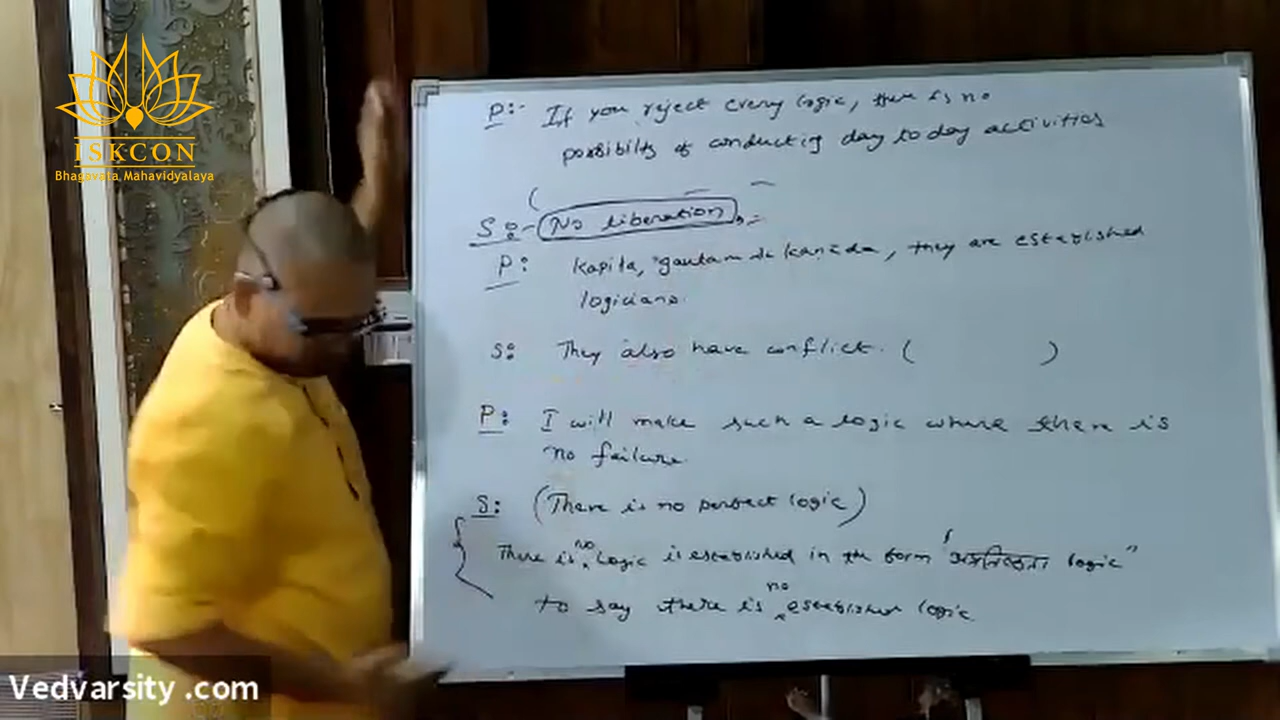 ISKCON
Bhagavata Mahavidyalaya
P:- If you reject every logic, there is no
possibilty of conducting day to day activities
S:- (No liberation),
P: Kapila, gautam kanāda, they are established
logicians.
S: They also have conflict. ( )
P: I will make such a logic where there is
no failure.
S: (There is no perfect logic)
There is no logic is established in the form " logic"
to say there is no established logic.
Vedvarsity .com